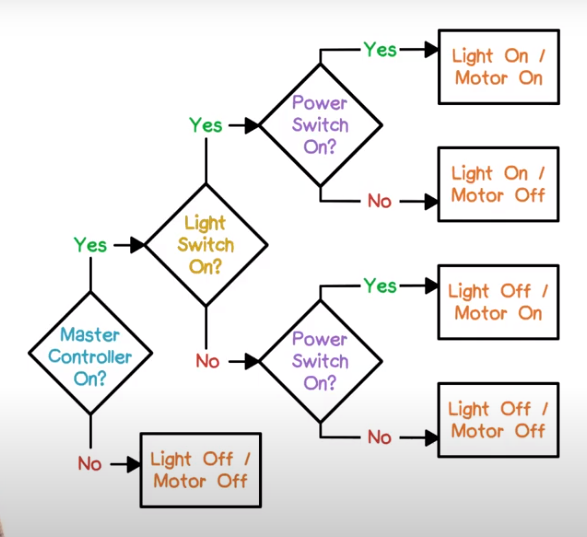 Yes
Light On /
Motor On
Power
Switch
On?
Yes
No
Light On /
Motor Off
Light
Switch
On?
Yes
Yes
Light Off /
Motor On
Power
Switch
On?
Master
Controller
On?
No
No
Light Off /
Motor Off
No
Light Off /
Motor Off